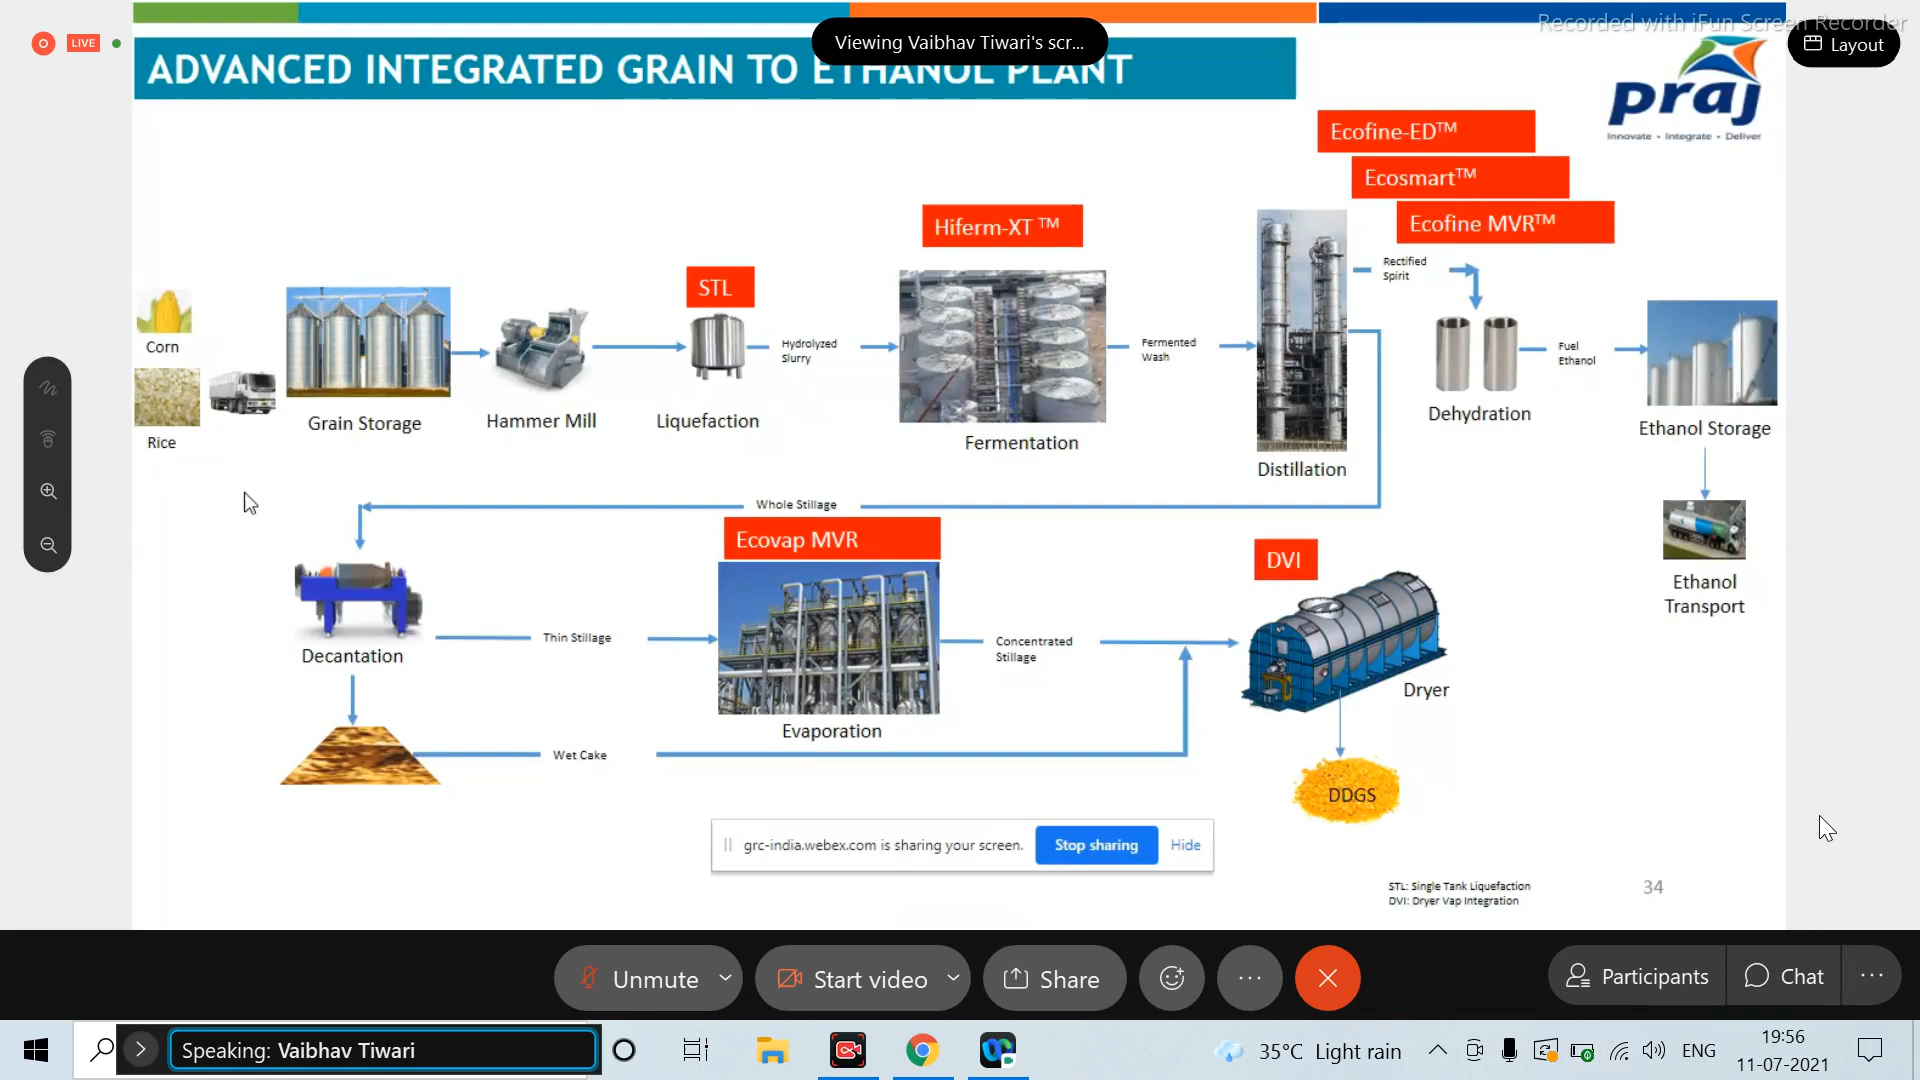 Recorded with iFun Screen Recorder
LIVE
Viewing Vaibhav Tiwari's scr...
Layout
ADVANCED INTEGRATED GRAIN TO ETHANOL PLANT
praj
Innovate • Integrate • Deliver
Ecofine-ED™
Ecosmart™
Ecofine MVR™
Hiferm-XT ™
STL
Rectified
Spirit
Corn
Rice
Grain Storage
Hammer Mill
Liquefaction
Hydrolyzed
Slurry
Fermentation
Fermented
Wash
Distillation
Dehydration
Fuel
Ethanol
Ethanol Storage
Ethanol
Transport
Whole Stillage
Decantation
Thin Stillage
Ecovap MVR
Evaporation
Concentrated
Stillage
DVI
Dryer
Wet Cake
DDGS
grc-india.webex.com is sharing your screen.
Stop sharing
Hide
STL: Single Tank Liquefaction
DVI: Dryer Vap Integration
34
Unmute
Start video
Share
Participants
Chat
Speaking: Vaibhav Tiwari
35°C Light rain
ENG
19:56
11-07-2021